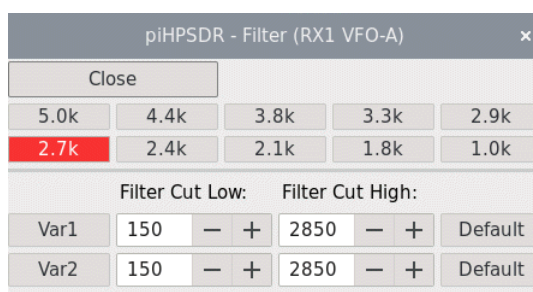 piHPSDR - Filter (RX1 VFO-A) ×
Close
5.0k 4.4k 3.8k 3.3k 2.9k
2.7k 2.4k 2.1k 1.8k 1.0k
Filter Cut Low: Filter Cut High:
Var1 150 − + 2850 − + Default
Var2 150 − + 2850 − + Default